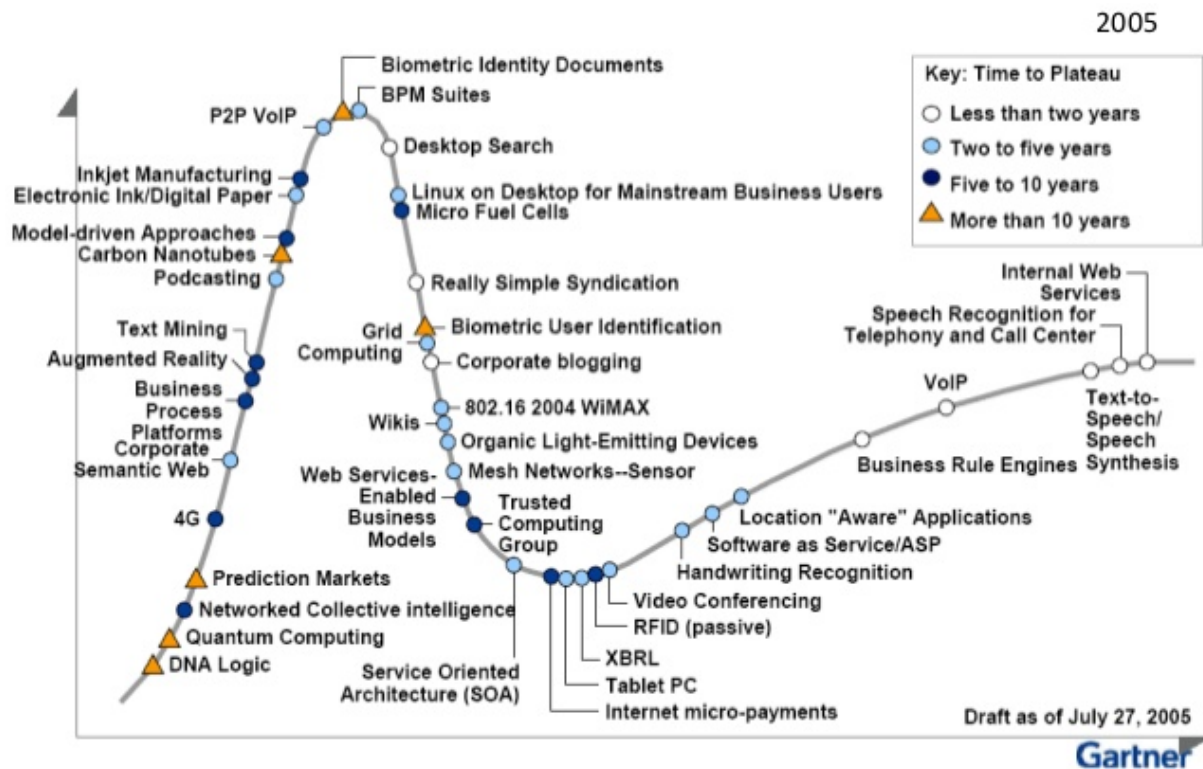 2005
Key: Time to Plateau
Less than two years
Two to five years
Five to 10 years
More than 10 years
Biometric Identity Documents
BPM Suites
P2P VoIP
Desktop Search
Inkjet Manufacturing
Electronic Ink/Digital Paper
Linux on Desktop for Mainstream Business Users
Micro Fuel Cells
Model-driven Approaches
Carbon Nanotubes
Podcasting
Really Simple Syndication
Text Mining
Augmented Reality
Business
Process
Platforms
Corporate
Semantic Web
Biometric User Identification
Grid
Computing
Corporate blogging
802.16 2004 WiMAX
Wikis
Organic Light-Emitting Devices
Mesh Networks--Sensor
Web Services-
Enabled
Business
Models
Trusted
Computing
Group
4G
Prediction Markets
Networked Collective intelligence
Quantum Computing
DNA Logic
Service Oriented
Architecture (SOA)
Internal Web
Services
Speech Recognition for
Telephony and Call Center
VoIP
Text-to-
Speech/
Speech
Synthesis
Business Rule Engines
Location "Aware" Applications
Software as Service/ASP
Handwriting Recognition
Video Conferencing
RFID (passive)
XBRL
Tablet PC
Internet micro-payments
Draft as of July 27, 2005
Gartner